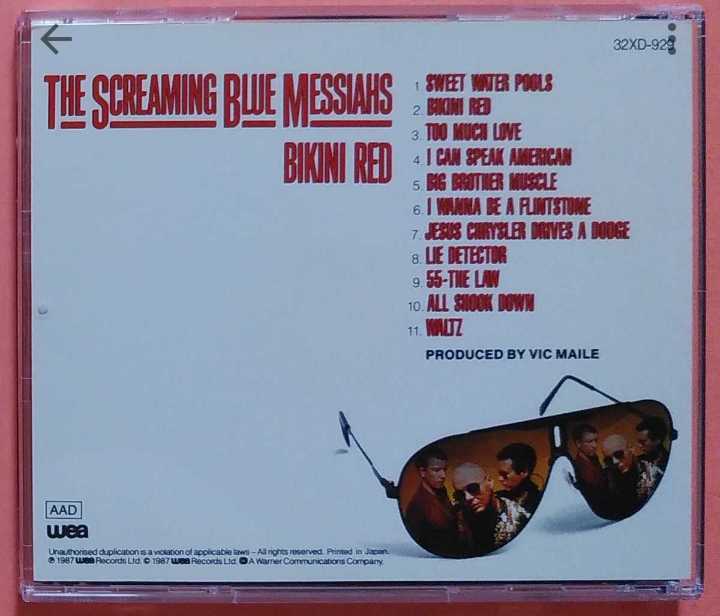 32XD-929
THE SCREAMING BLUE MESSIAHS
BIKINI RED
1. SWEET WATER POOLS
2. BIKINI RED
3. TOO MUCH LOVE
4. I CAN SPEAK AMERICAN
5. BIG BROTHER MUSCLE
6. I WANNA BE A FLINTSTONE
7. JESUS CHRYSLER DRIVES A DODGE
8. LIE DETECTOR
9. 55-THE LAW
10. ALL SHOOK DOWN
11. WALTZ
PRODUCED BY VIC MAILE
AAD
wea
Unauthorised duplication is a violation of applicable laws – All rights reserved. Printed in Japan.
℗ 1987 wea Records Ltd. © 1987 wea Records Ltd. A Warner Communications Company.